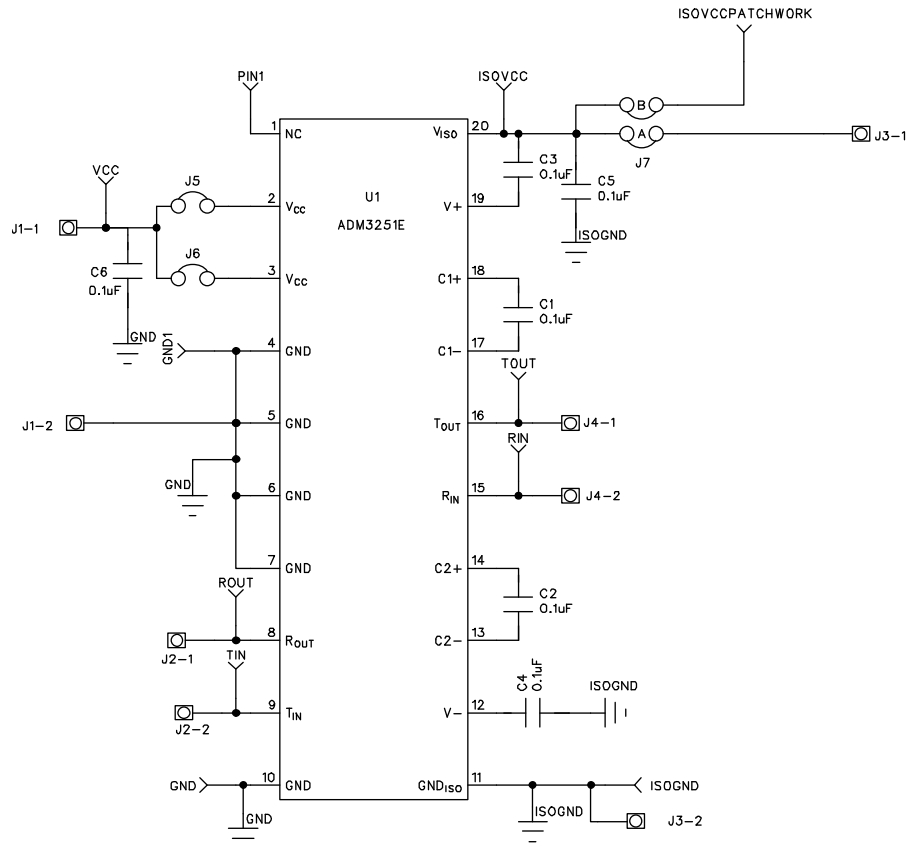 ISOVCCPATCHWORK
PIN1
ISOVCC
1 NC
VISO 20
B
A
J7
J3-1
C3
0.1uF
C5
0.1uF
ISOGND
VCC
J5
U1
ADM3251E
2 VCC
V+ 19
J1-1
J6
C6
0.1uF
3 VCC
C1+ 18
C1
0.1uF
GND
GND1
4 GND
C1- 17
TOUT
J1-2
5 GND
TOUT 16
J4-1
RIN
GND
6 GND
RIN 15
J4-2
7 GND
C2+ 14
C2
0.1uF
ROUT
8 ROUT
C2- 13
J2-1
TIN
9 TIN
V- 12
J2-2
C4
0.1uF
ISOGND
GND
10 GND
GNDISO 11
ISOGND
GND
ISOGND
J3-2